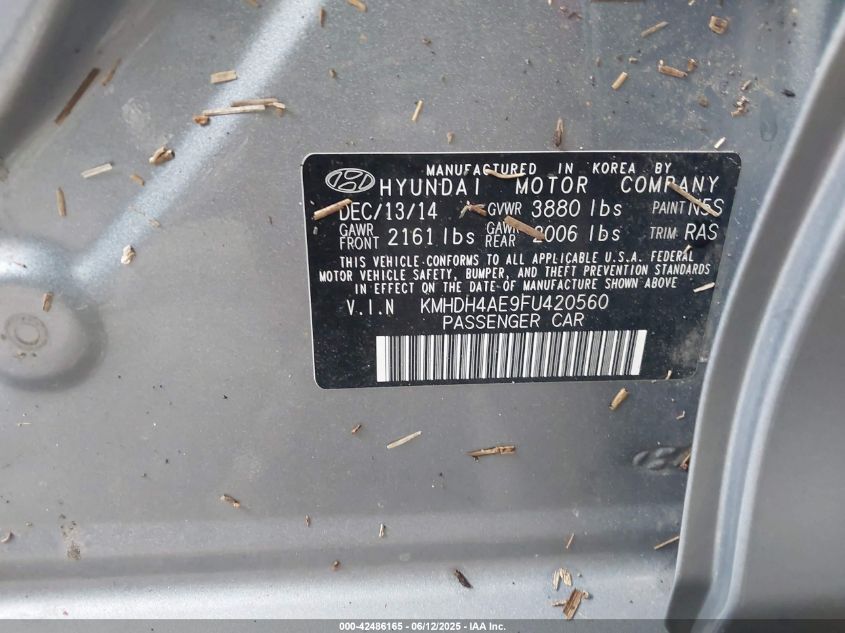 MANUFACTURED IN KOREA BY
HYUNDAI MOTOR COMPANY
DEC/13/14 GVWR 3880 lbs PAINT N5S
GAWR FRONT 2161 lbs GAWR REAR 2006 lbs TRIM RAS
THIS VEHICLE CONFORMS TO ALL APPLICABLE U.S.A. FEDERAL
MOTOR VEHICLE SAFETY, BUMPER, AND THEFT PREVENTION STANDARDS
IN EFFECT ON THE DATE OF MANUFACTURE SHOWN ABOVE
V.I.N KMHDH4AE9FU420560
PASSENGER CAR
000-42486165 - 06/12/2025 - IAA Inc.